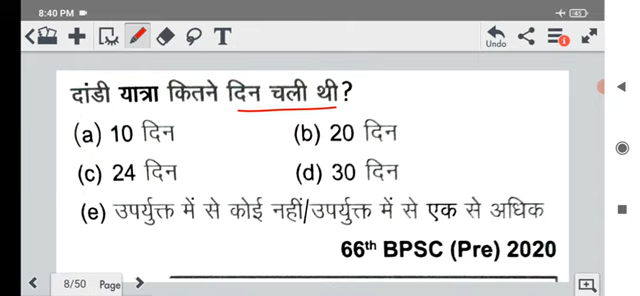 8:40 PM
45
T
Undo
दांडी यात्रा कितने दिन चली थी?
(a) 10 दिन (b) 20 दिन
(c) 24 दिन (d) 30 दिन
(e) उपर्युक्त में से कोई नहीं/उपर्युक्त में से एक से अधिक
66th BPSC (Pre) 2020
8/50 Page